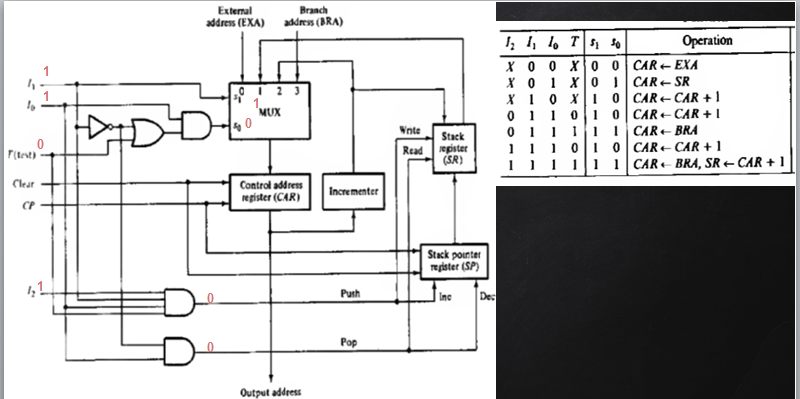 External
address (EXA)
Branch
address (BRA)
I1 1
I0 1
0 1 2 3
s1 1
MUX
s0 0
0
T(test)
Clear
CP
Control address
register (CAR)
Incrementer
Write
Read
Stack
register
(SR)
Stack pointer
register (SP)
I2 1
0
Push
Inc
Dec
0
Pop
Output address
I2 I1 I0 T s1 s0 Operation
X 0 0 X 0 0 CAR ← EXA
X 0 1 X 0 1 CAR ← SR
X 1 0 X 1 0 CAR ← CAR + 1
0 1 1 0 1 0 CAR ← CAR + 1
0 1 1 1 1 1 CAR ← BRA
1 1 1 0 1 0 CAR ← CAR + 1
1 1 1 1 1 1 CAR ← BRA, SR ← CAR + 1